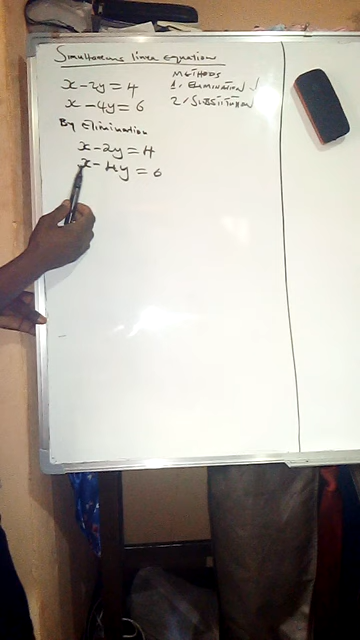 Simultaneous linear Equation
x - 2y = 4
x - 4y = 6
METHODS
1. ELIMINATION ✓
2. SUBSTITUTION
By Elimination
x - 2y = 4
x - 4y = 6